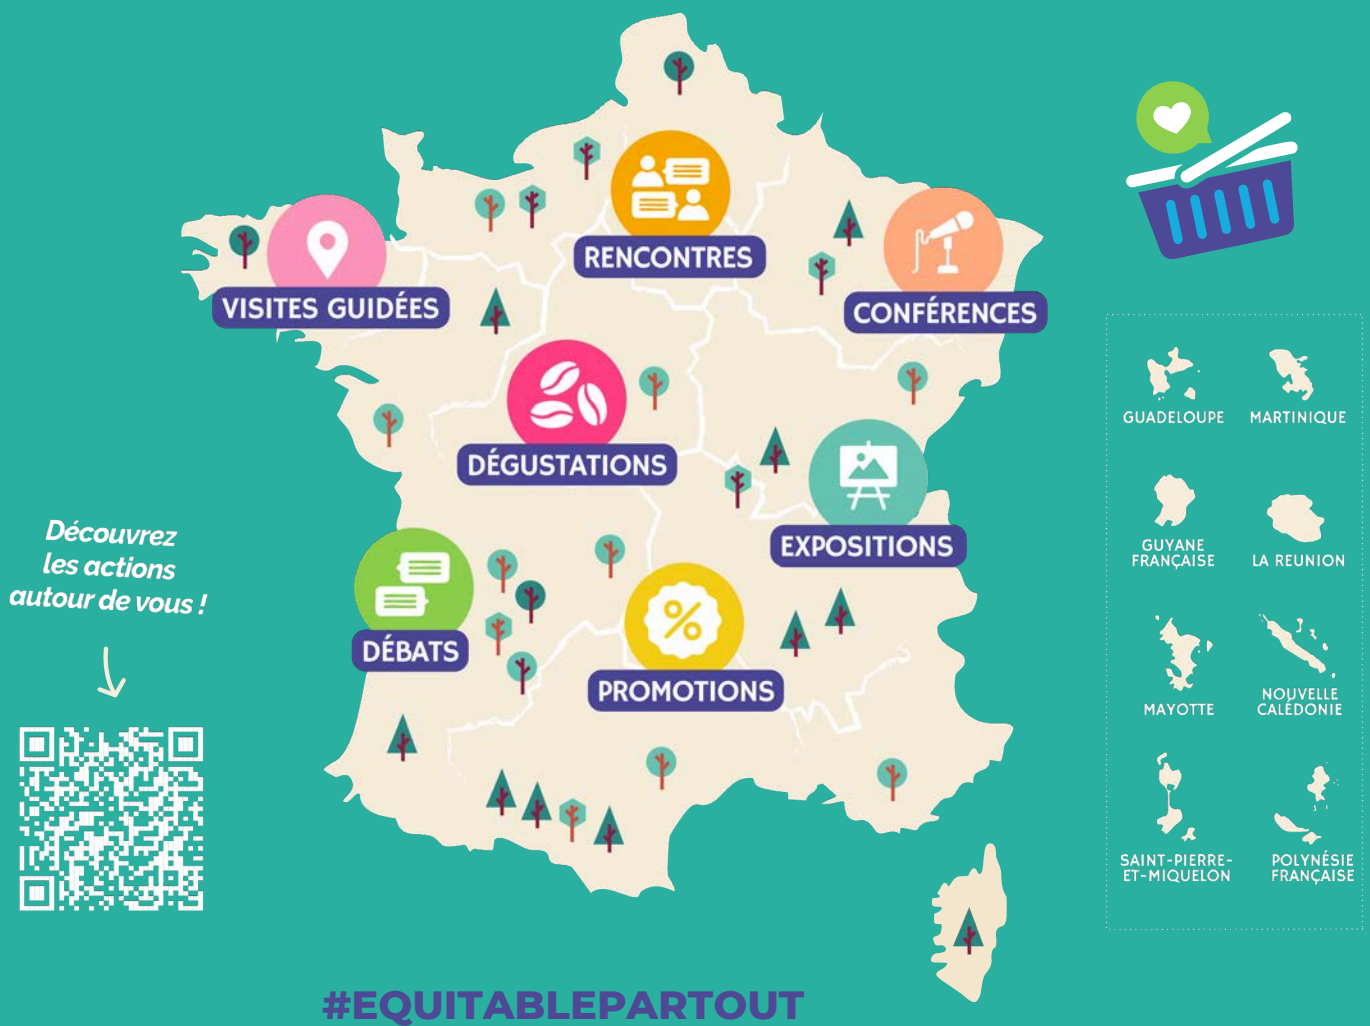 RENCONTRES
VISITES GUIDÉES
CONFÉRENCES
DÉGUSTATIONS
EXPOSITIONS
DÉBATS
PROMOTIONS
%
Découvrez
les actions
autour de vous !
GUADELOUPE
MARTINIQUE
GUYANE
FRANÇAISE
LA REUNION
MAYOTTE
NOUVELLE
CALÉDONIE
SAINT-PIERRE-
ET-MIQUELON
POLYNÉSIE
FRANÇAISE
#EQUITABLEPARTOUT